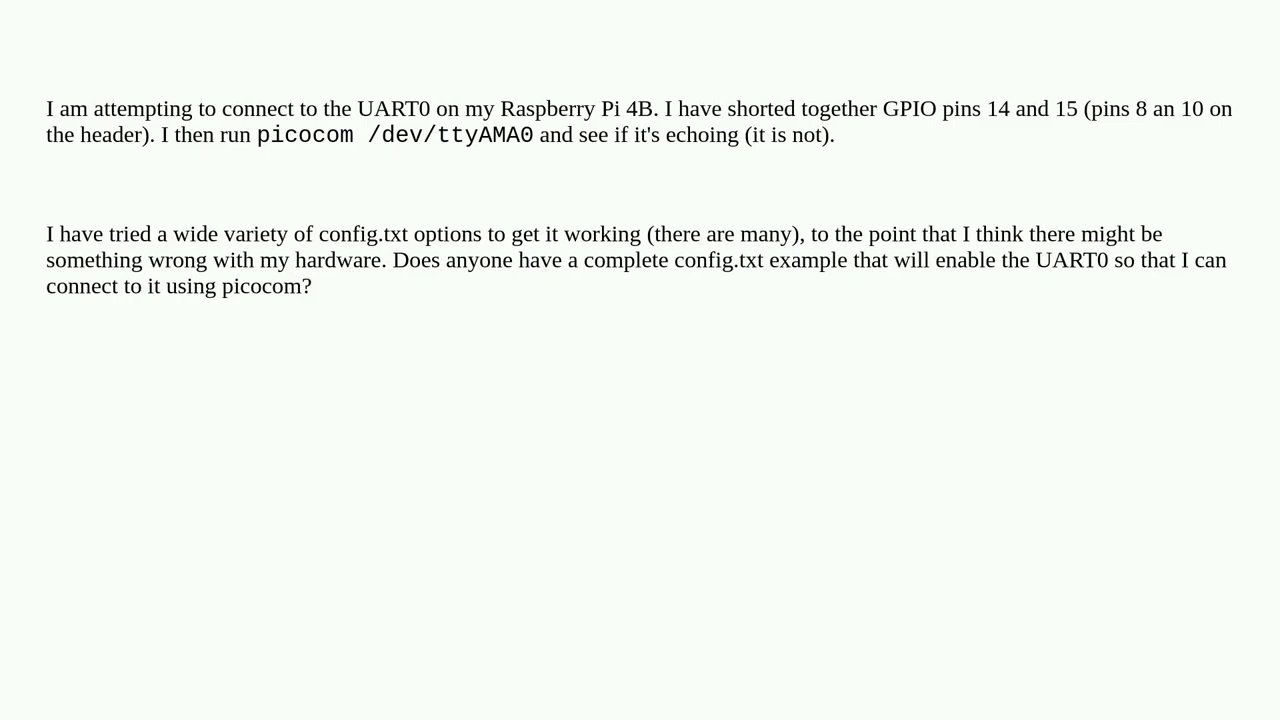 I am attempting to connect to the UART0 on my Raspberry Pi 4B. I have shorted together GPIO pins 14 and 15 (pins 8 an 10 on
the header). I then run picocom /dev/ttyAMA0 and see if it's echoing (it is not).
I have tried a wide variety of config.txt options to get it working (there are many), to the point that I think there might be
something wrong with my hardware. Does anyone have a complete config.txt example that will enable the UART0 so that I can
connect to it using picocom?